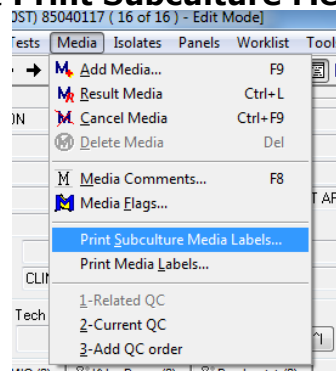 Print Subculture Me
OST) 85040117 ( 16 of 16 ) - Edit Mode]
Tests Media Isolates Panels Worklist Tool
Add Media... F9
Result Media Ctrl+L
ON Cancel Media Ctrl+F9
Delete Media Del
Media Comments... F8
Media Flags...
T AF
Print Subculture Media Labels...
Print Media Labels...
CLIN
1-Related QC
Tech
2-Current QC
3-Add QC order